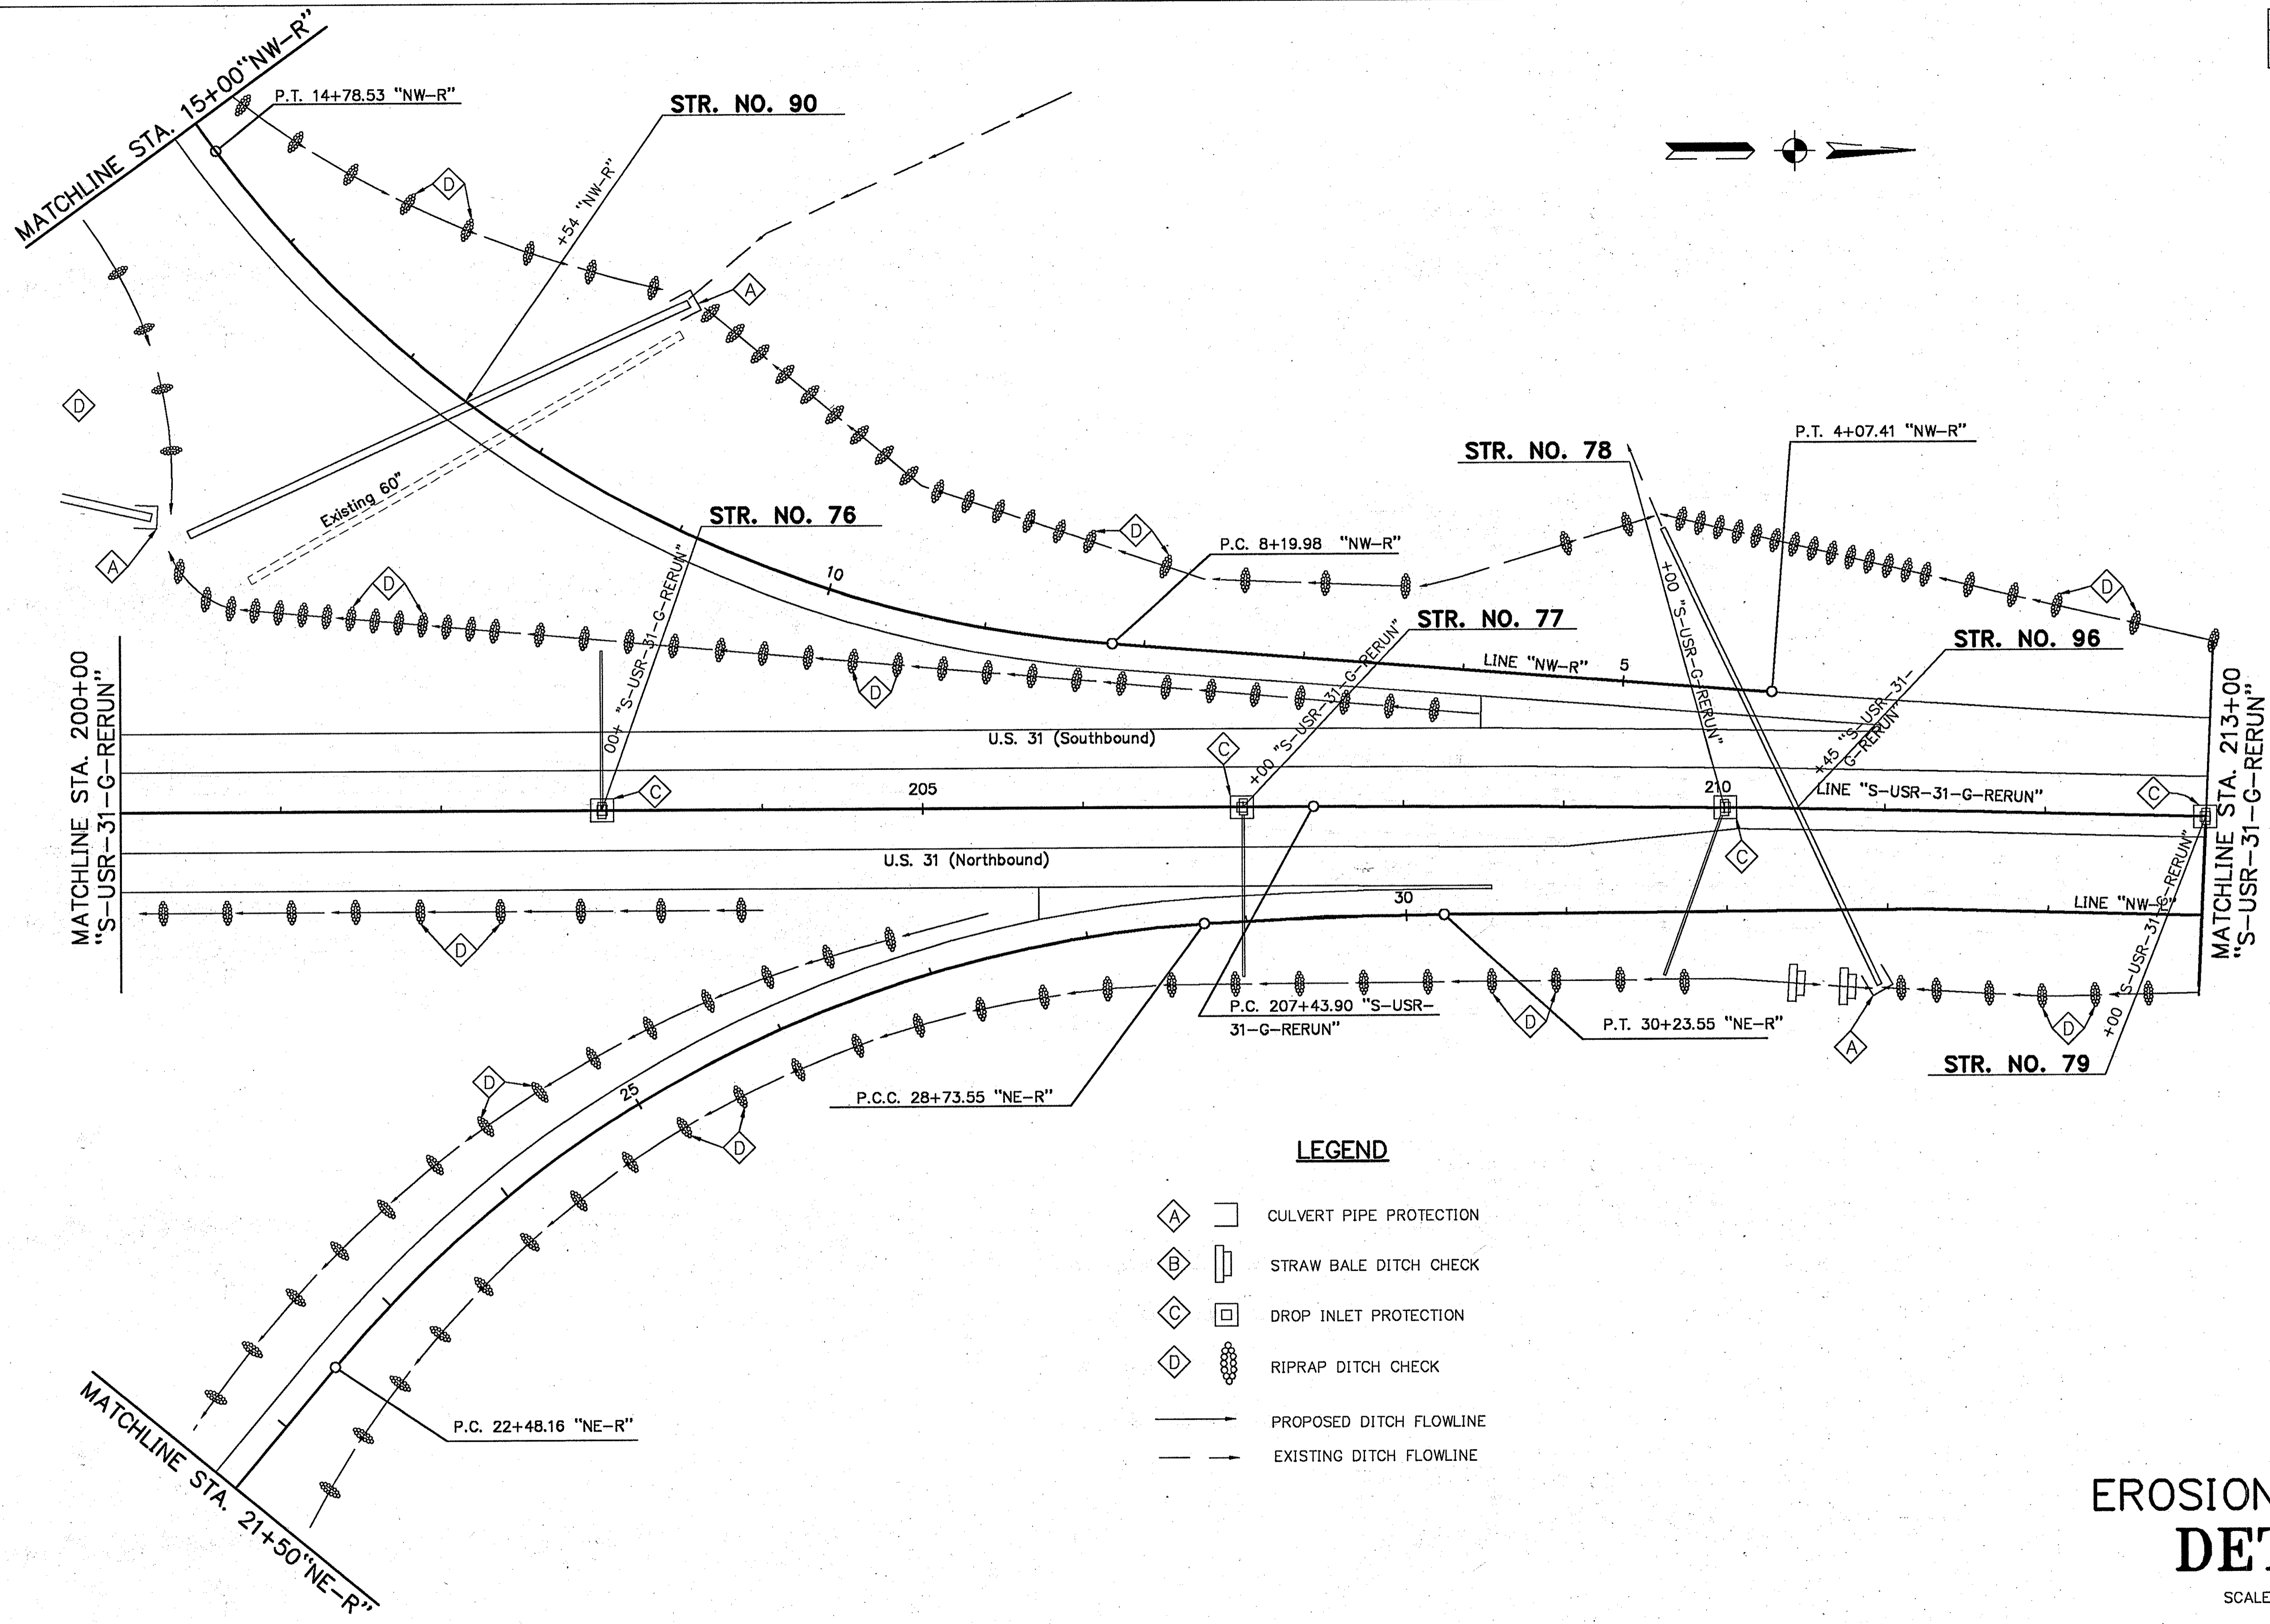 MATCHLINE STA. 15+00"NW-R"
P.T. 14+78.53 "NW-R"
STR. NO. 90
+54 "NW-R"
D
A
D
Existing 60"
A
D
STR. NO. 76
00+ "S-USR-31-G-RERUN"
10
D
P.C. 8+19.98 "NW-R"
STR. NO. 78
+00 "S-USR-G-RERUN"
P.T. 4+07.41 "NW-R"
D
STR. NO. 77
+00 "S-USR-31-G-RERUN"
LINE "NW-R"
5
STR. NO. 96
+45 "S-USR-31-
G-RERUN"
D
MATCHLINE STA. 200+00
"S-USR-31-G-RERUN"
U.S. 31 (Southbound)
C
C
205
210
LINE "S-USR-31-G-RERUN"
C
MATCHLINE STA. 213+00
"S-USR-31-G-RERUN"
U.S. 31 (Northbound)
C
30
LINE "NW-R"
D
P.C. 207+43.90 "S-USR-
31-G-RERUN"
D
P.T. 30+23.55 "NE-R"
A
D
+00 "S-USR-31-G-RERUN"
STR. NO. 79
D
25
P.C.C. 28+73.55 "NE-R"
D
P.C. 22+48.16 "NE-R"
MATCHLINE STA. 21+50"NE-R"
LEGEND
A CULVERT PIPE PROTECTION
B STRAW BALE DITCH CHECK
C DROP INLET PROTECTION
D RIPRAP DITCH CHECK
PROPOSED DITCH FLOWLINE
EXISTING DITCH FLOWLINE
EROSION
DET
SCALE